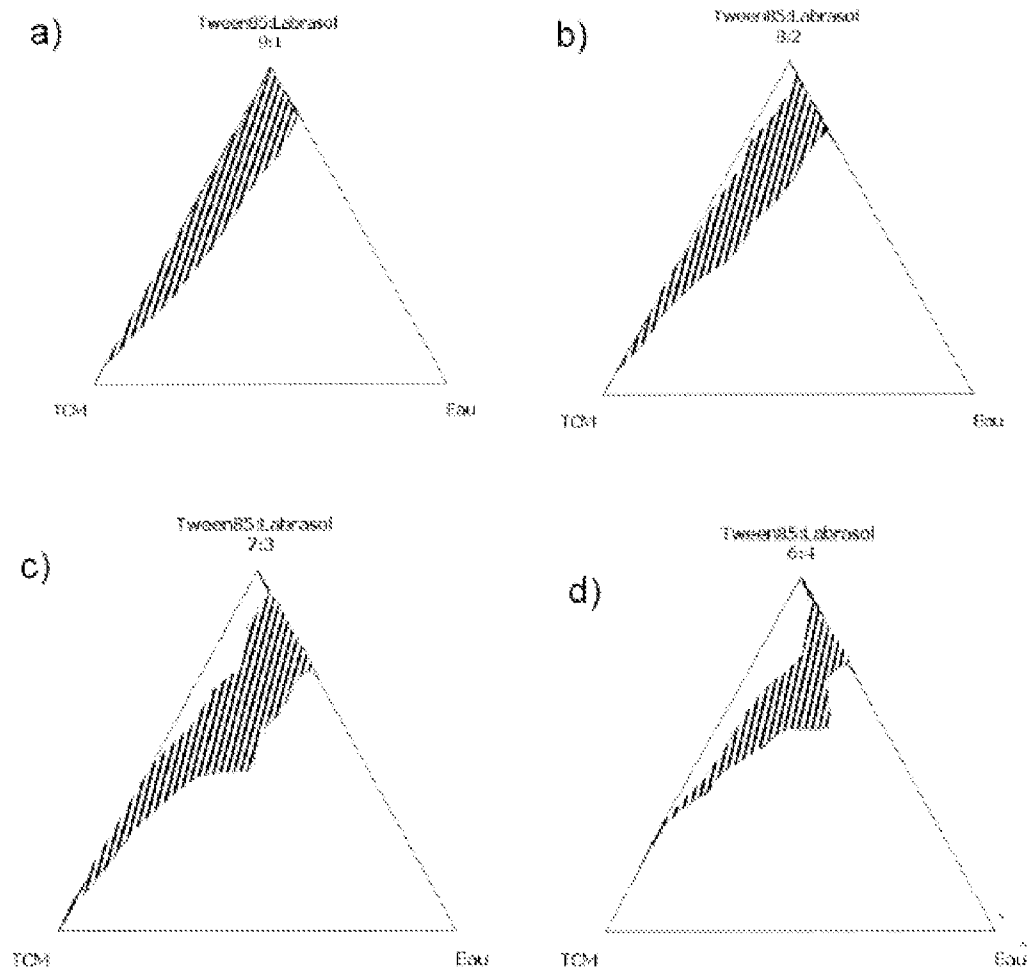 a)
Tween85:Labrasol
9:1
TCM
Eau
b)
Tween85:Labrasol
8:2
TCM
Eau
c)
Tween85:Labrasol
7:3
TCM
Eau
d)
Tween85:Labrasol
6:4
TCM
Eau